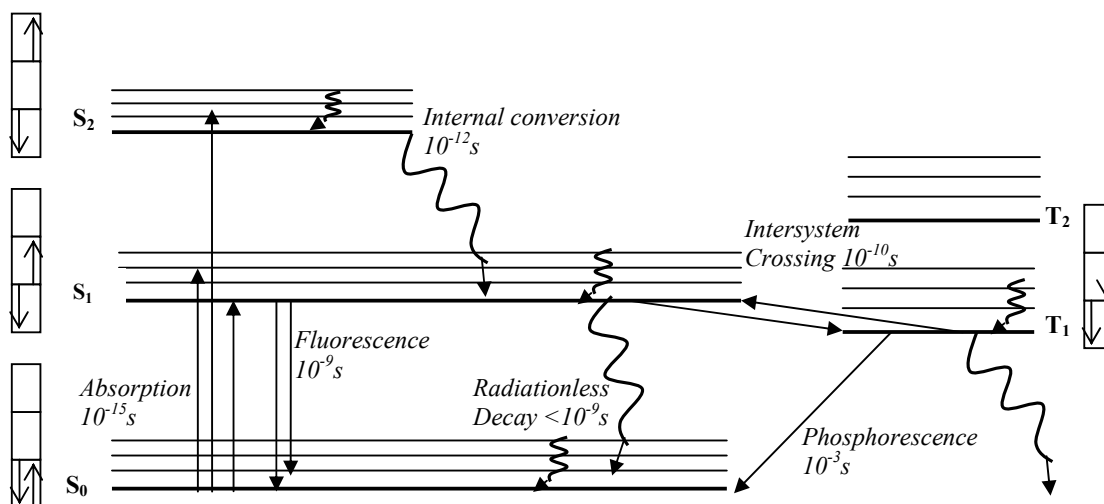 S₂
Internal conversion
10⁻¹²s
T₂
Intersystem
Crossing 10⁻¹⁰s
S₁
T₁
Fluorescence
10⁻⁹s
Absorption
10⁻¹⁵s
Radiationless
Decay <10⁻⁹s
Phosphorescence
10⁻³s
S₀